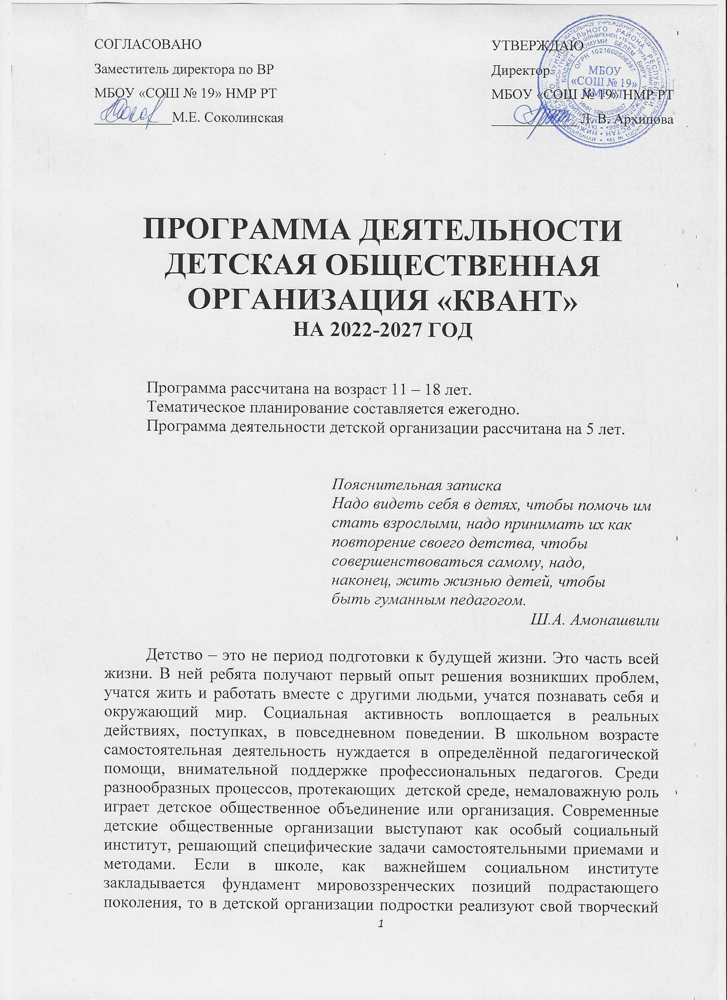 СОГЛАСОВАНО
Заместитель директора по ВР
МБОУ «СОШ № 19» НМР РТ
М.Е. Соколинская
УТВЕРЖДАЮ
Директор
МБОУ «СОШ № 19» НМР РТ
Л. В. Архипова
ОГРН 1021602506287
МБОУ
«СОШ № 19»
НМР РТ
ИНН 1651029837
ПРОГРАММА ДЕЯТЕЛЬНОСТИ
ДЕТСКАЯ ОБЩЕСТВЕННАЯ
ОРГАНИЗАЦИЯ «КВАНТ»
НА 2022-2027 ГОД
Программа рассчитана на возраст 11 – 18 лет.
Тематическое планирование составляется ежегодно.
Программа деятельности детской организации рассчитана на 5 лет.
Пояснительная записка
Надо видеть себя в детях, чтобы помочь им
стать взрослыми, надо принимать их как
повторение своего детства, чтобы
совершенствоваться самому, надо,
наконец, жить жизнью детей, чтобы
быть гуманным педагогом.
Ш.А. Амонашвили
Детство – это не период подготовки к будущей жизни. Это часть всей
жизни. В ней ребята получают первый опыт решения возникших проблем,
учатся жить и работать вместе с другими людьми, учатся познавать себя и
окружающий мир. Социальная активность воплощается в реальных
действиях, поступках, в повседневном поведении. В школьном возрасте
самостоятельная деятельность нуждается в определённой педагогической
помощи, внимательной поддержке профессиональных педагогов. Среди
разнообразных процессов, протекающих детской среде, немаловажную роль
играет детское общественное объединение или организация. Современные
детские общественные организации выступают как особый социальный
институт, решающий специфические задачи самостоятельными приемами и
методами. Если в школе, как важнейшем социальном институте
закладывается фундамент мировоззренческих позиций подрастающего
поколения, то в детской организации подростки реализуют свой творческий
1